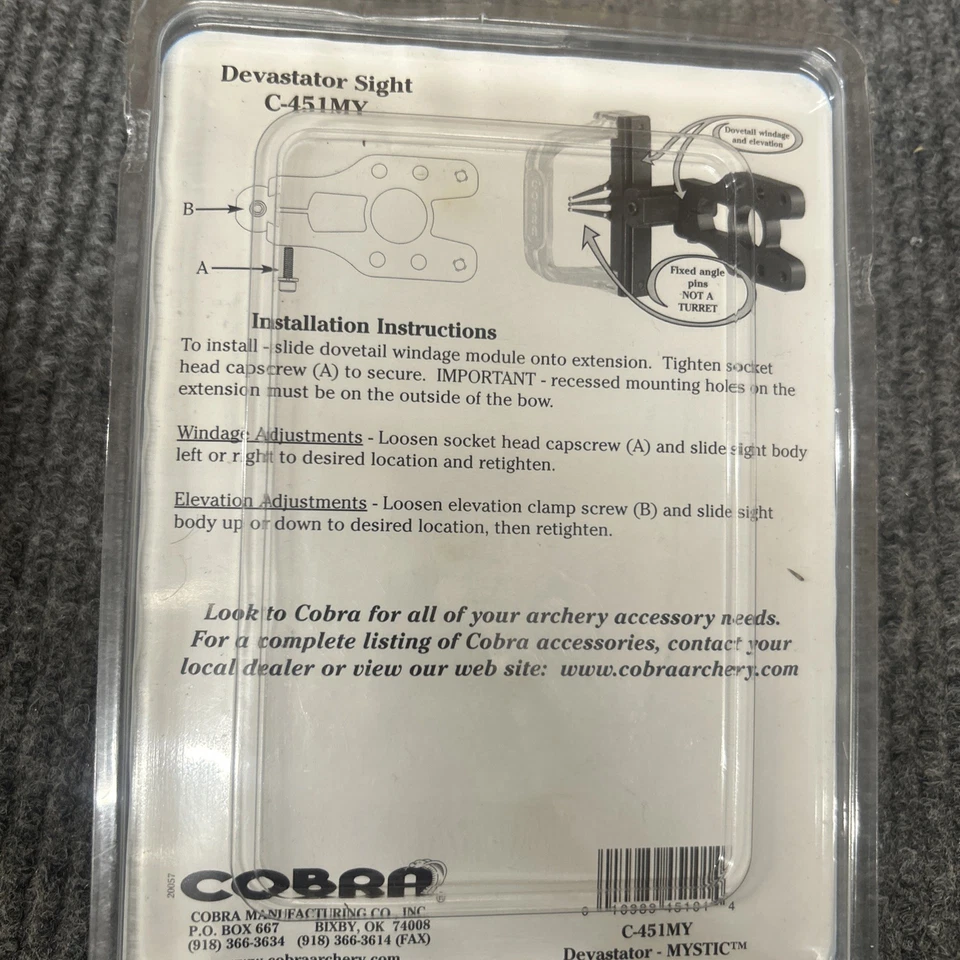 Devastator Sight
C-451MY
Dovetail windage
and elevation
B
A
Fixed angle
pins
NOT A
TURRET
Installation Instructions
To install - slide dovetail windage module onto extension. Tighten socket
head capscrew (A) to secure. IMPORTANT - recessed mounting holes on the
extension must be on the outside of the bow.
Windage Adjustments - Loosen socket head capscrew (A) and slide sight body
left or right to desired location and retighten.
Elevation Adjustments - Loosen elevation clamp screw (B) and slide sight
body up or down to desired location, then retighten.
Look to Cobra for all of your archery accessory needs.
For a complete listing of Cobra accessories, contact your
local dealer or view our web site: www.cobraarchery.com
20057
COBRA
COBRA MANUFACTURING CO., INC.
P.O. BOX 667 BIXBY, OK 74008
(918) 366-3634 (918) 366-3614 (FAX)
www.cobraarchery.com
C-451MY
Devastator - MYSTIC™